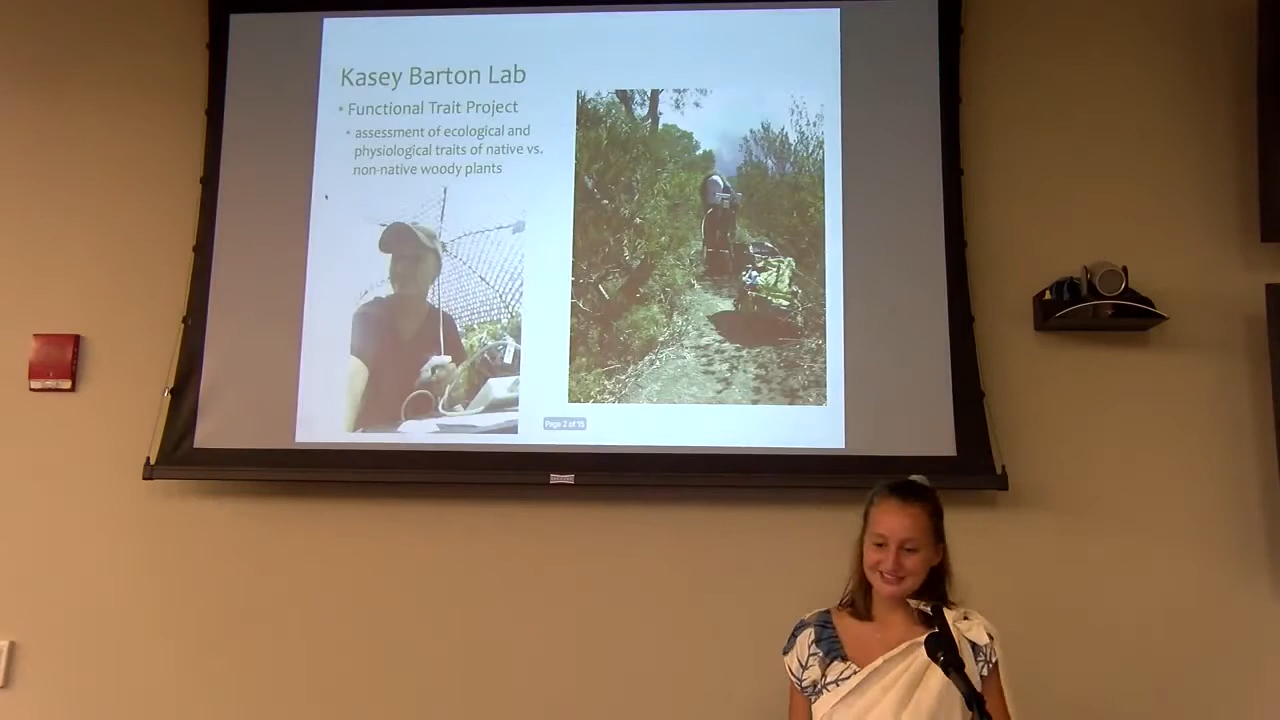 Kasey Barton Lab
• Functional Trait Project
• assessment of ecological and
physiological traits of native vs.
non-native woody plants
Page 2 of 15